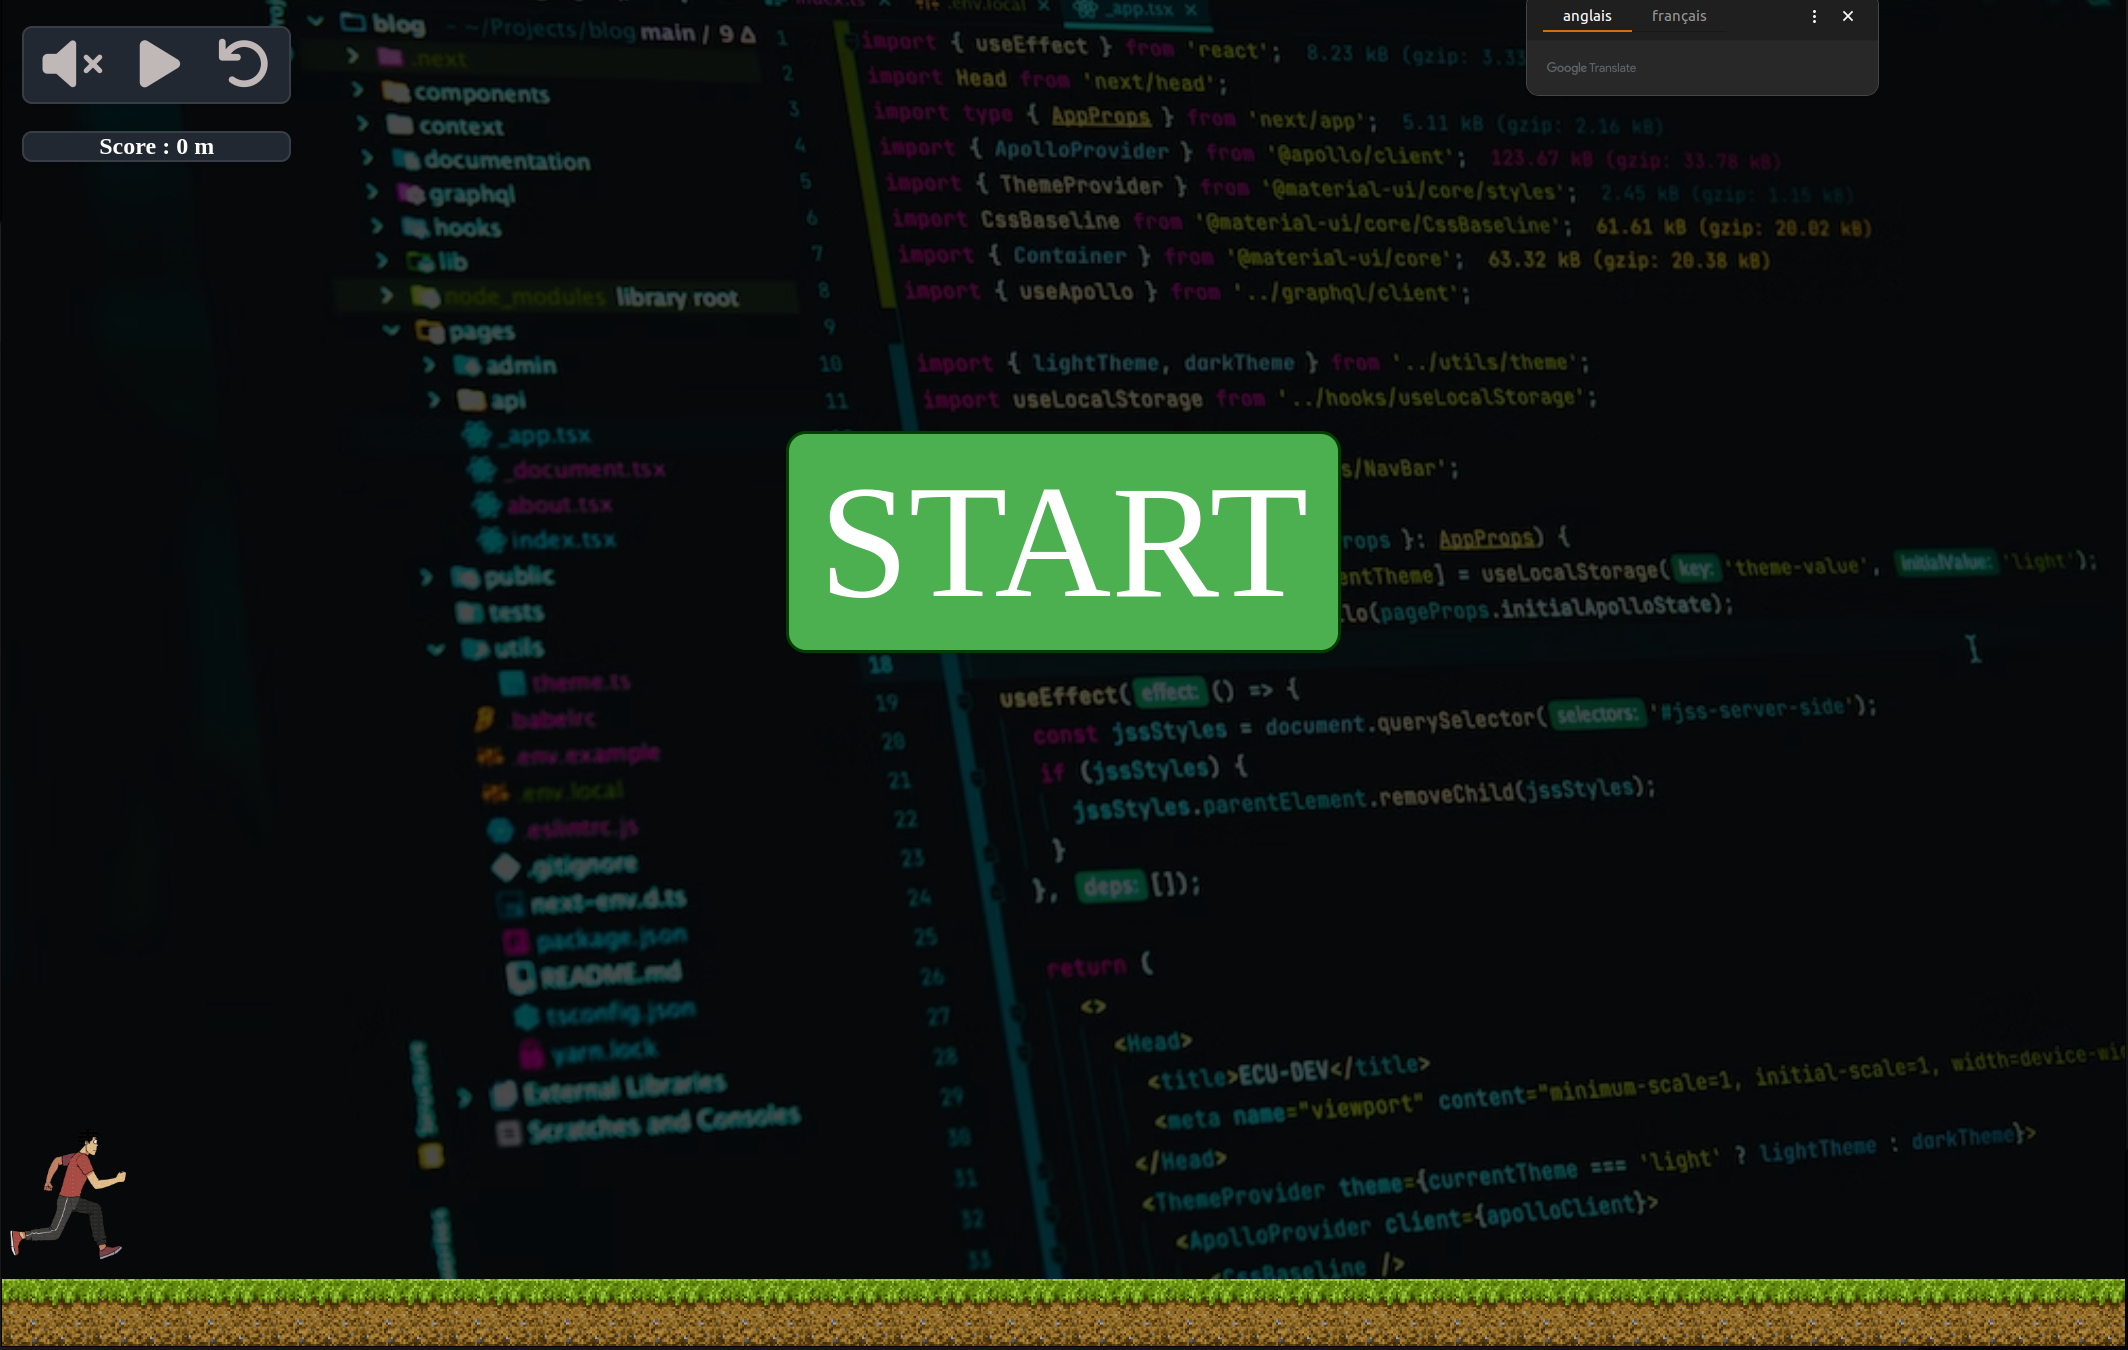 blog ~/Projects/blog main / 9 Δ
.next
components
context
documentation
graphql
hooks
lib
node_modules library root
pages
admin
api
_app.tsx
_document.tsx
about.tsx
index.tsx
public
tests
utils
theme.ts
.babelrc
.env.example
.env.local
.eslintrc.js
.gitignore
next-env.d.ts
package.json
README.md
tsconfig.json
yarn.lock
External Libraries
Scratches and Consoles
Structure
Score : 0 m
index.ts .env.local _app.tsx
anglais français
Google Translate
1 import { useEffect } from 'react'; 8.23 kB (gzip: 3.33
2 import Head from 'next/head';
3 import type { AppProps } from 'next/app'; 5.11 kB (gzip: 2.16 kB)
4 import { ApolloProvider } from '@apollo/client'; 123.67 kB (gzip: 33.78 kB)
5 import { ThemeProvider } from '@material-ui/core/styles'; 2.45 kB (gzip: 1.15 kB)
6 import CssBaseline from '@material-ui/core/CssBaseline'; 61.61 kB (gzip: 20.02 kB)
7 import { Container } from '@material-ui/core'; 63.32 kB (gzip: 20.38 kB)
8 import { useApollo } from '../graphql/client';
9
10 import { lightTheme, darkTheme } from '../utils/theme';
11 import useLocalStorage from '../hooks/useLocalStorage';
s/NavBar';
START
rops }: AppProps) {
entTheme] = useLocalStorage( key: 'theme-value', initialValue: 'light');
lo(pageProps.initialApolloState);
18
19 useEffect( effect: () => {
20 const jssStyles = document.querySelector( selectors: '#jss-server-side');
21 if (jssStyles) {
22 jssStyles.parentElement.removeChild(jssStyles);
23 }
24 }, deps: []);
25
26 return (
27 <>
28 <Head>
29 <title>ECU-DEV</title>
30 <meta name="viewport" content="minimum-scale=1, initial-scale=1, width=device-wi
31 </Head>
32 <ThemeProvider theme={currentTheme === 'light' ? lightTheme : darkTheme}>
33 <ApolloProvider client={apolloClient}>
<CssBaseline />